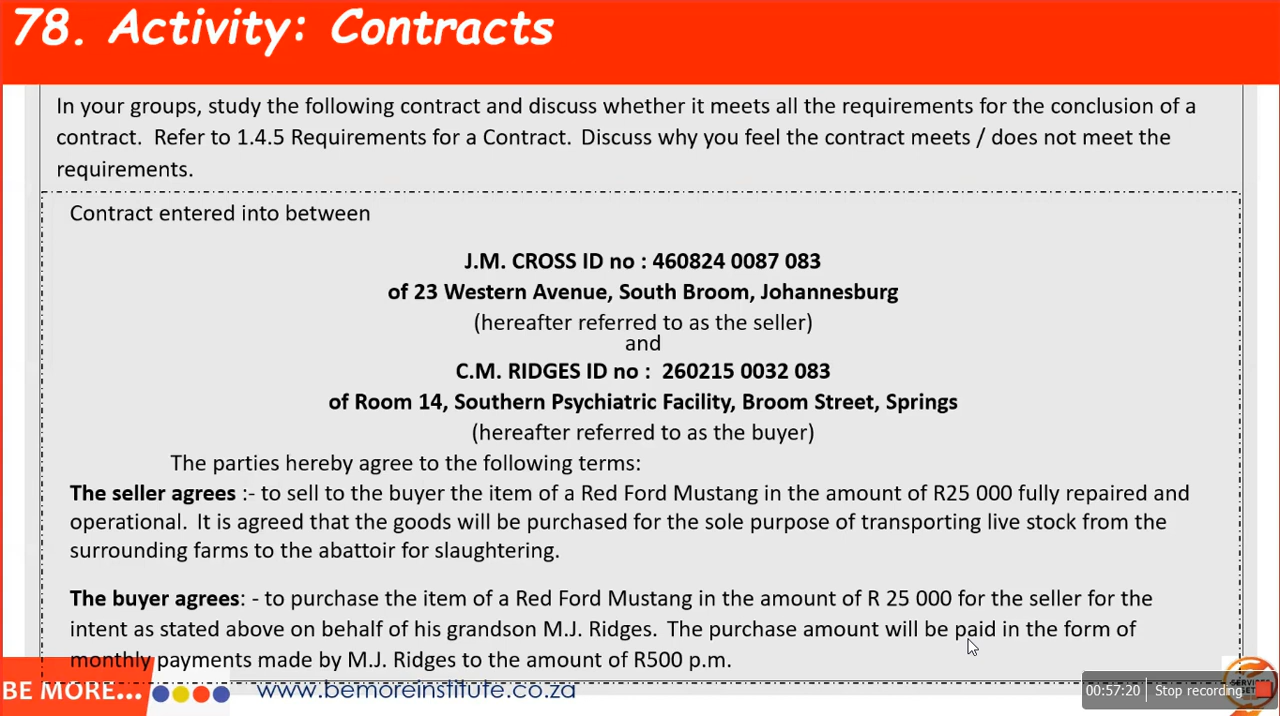 78. Activity: Contracts
In your groups, study the following contract and discuss whether it meets all the requirements for the conclusion of a
contract. Refer to 1.4.5 Requirements for a Contract. Discuss why you feel the contract meets / does not meet the
requirements.
Contract entered into between
J.M. CROSS ID no : 460824 0087 083
of 23 Western Avenue, South Broom, Johannesburg
(hereafter referred to as the seller)
and
C.M. RIDGES ID no : 260215 0032 083
of Room 14, Southern Psychiatric Facility, Broom Street, Springs
(hereafter referred to as the buyer)
The parties hereby agree to the following terms:
The seller agrees :- to sell to the buyer the item of a Red Ford Mustang in the amount of R25 000 fully repaired and
operational. It is agreed that the goods will be purchased for the sole purpose of transporting live stock from the
surrounding farms to the abattoir for slaughtering.
The buyer agrees: - to purchase the item of a Red Ford Mustang in the amount of R 25 000 for the seller for the
intent as stated above on behalf of his grandson M.J. Ridges. The purchase amount will be paid in the form of
monthly payments made by M.J. Ridges to the amount of R500 p.m.
BE MORE... www.bemoreinstitute.co.za
00:57:20 Stop recording